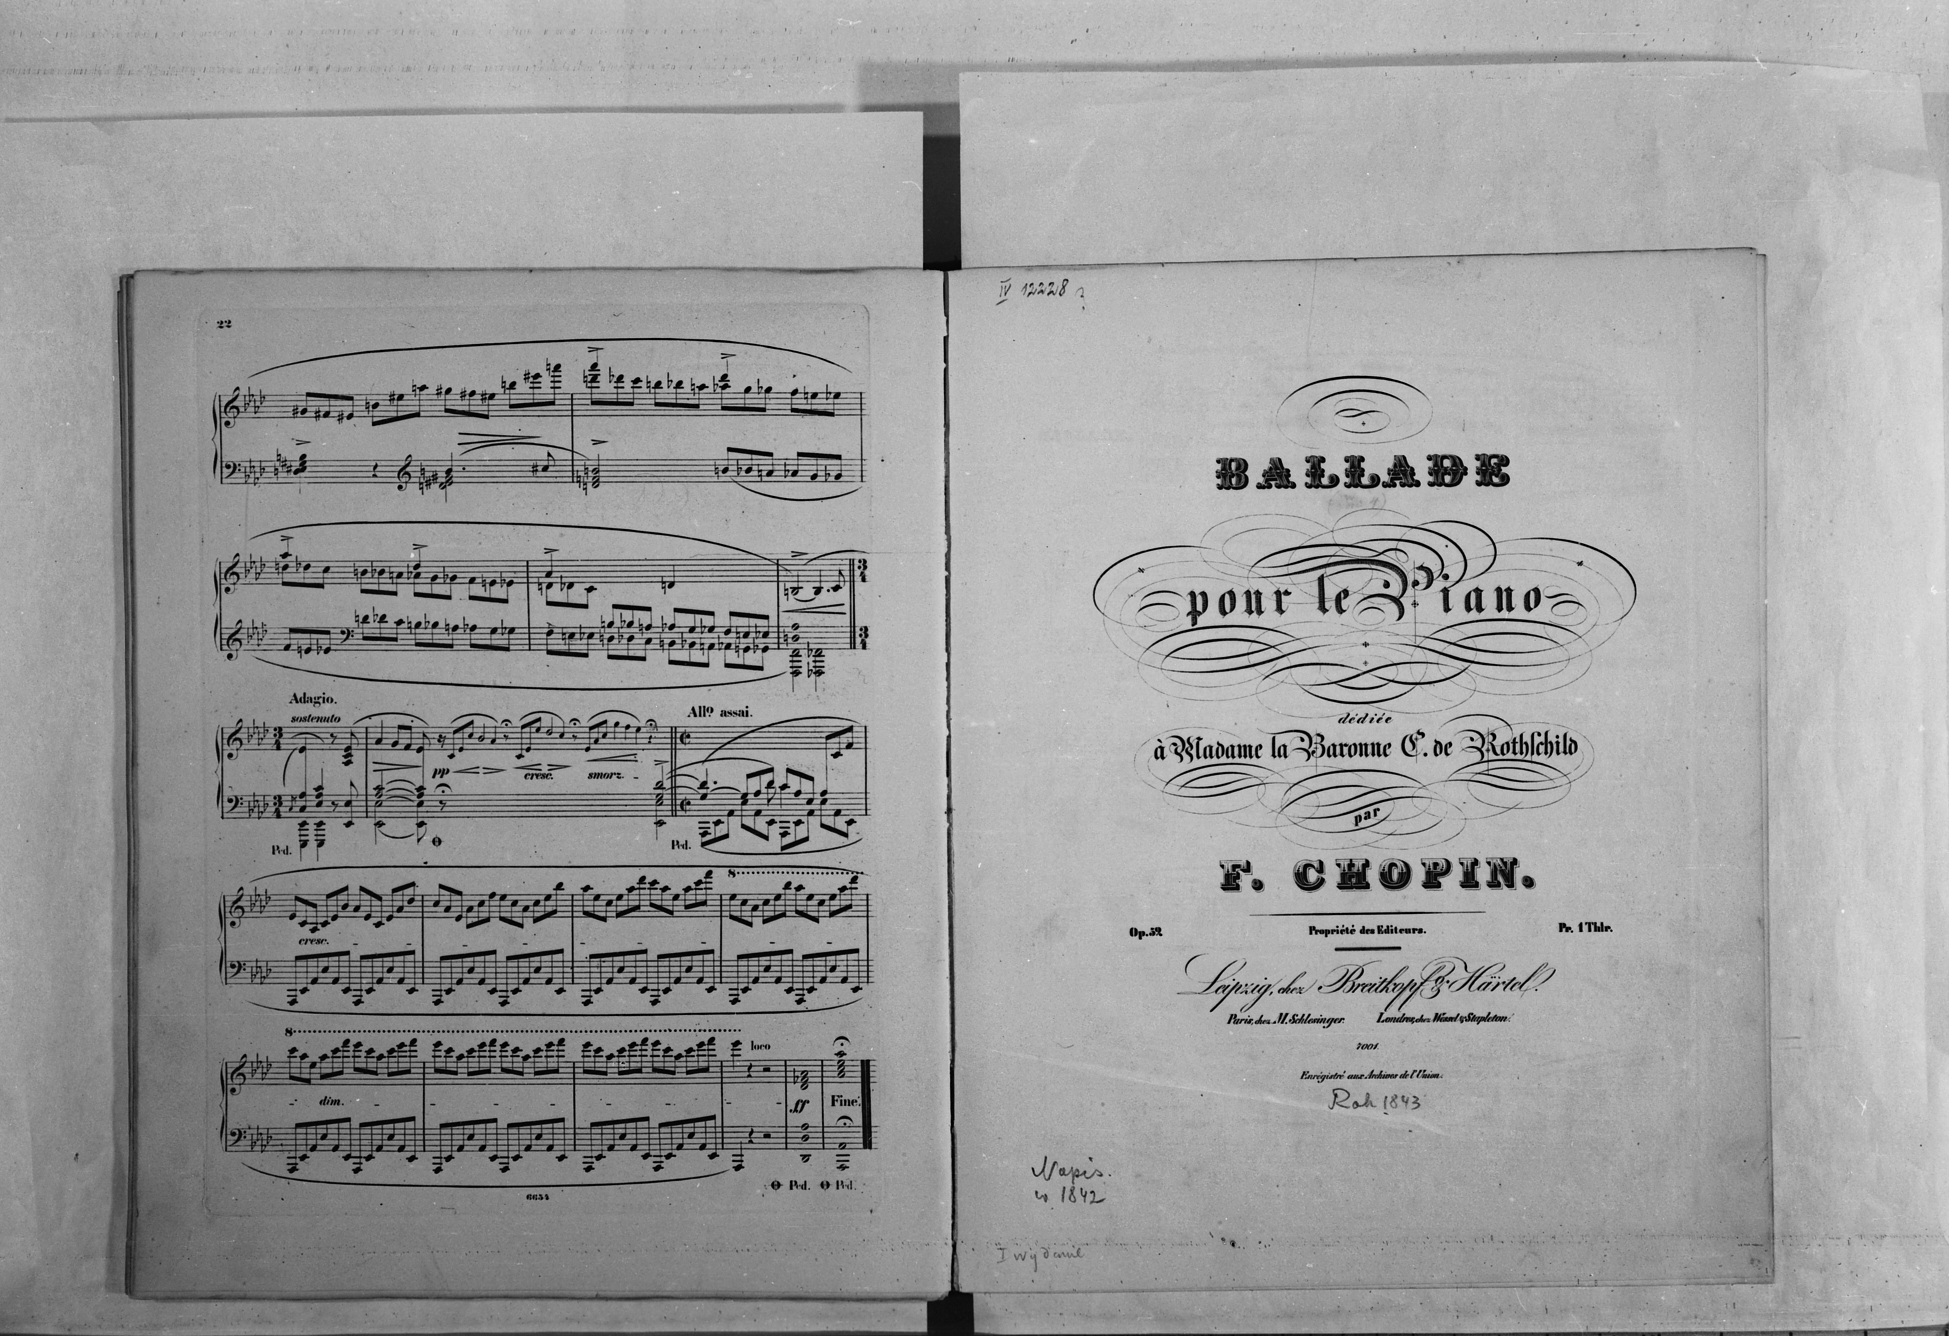 22
Adagio.
sostenuto
Allº assai.
pp
cresc.
smorz.
Ped.
Ped.
8
cresc.
8
loco
dim.
ff
Fine.
Ped.
Ped.
6654
IV 12228
BALLADE
pour le Piano
dédiée
à Madame la Baronne C. de Rothschild
par
F. CHOPIN.
Op. 52. Propriété des Editeurs. Pr. 1 Thlr.
Leipzig, chez Breitkopf & Härtel.
Paris, chez M. Schlesinger. Londres, chez Wessel & Stapleton.
7001.
Enrégistré aux Archives de l'Union.
Rok 1843
Napis.
w 1842
I wydanie